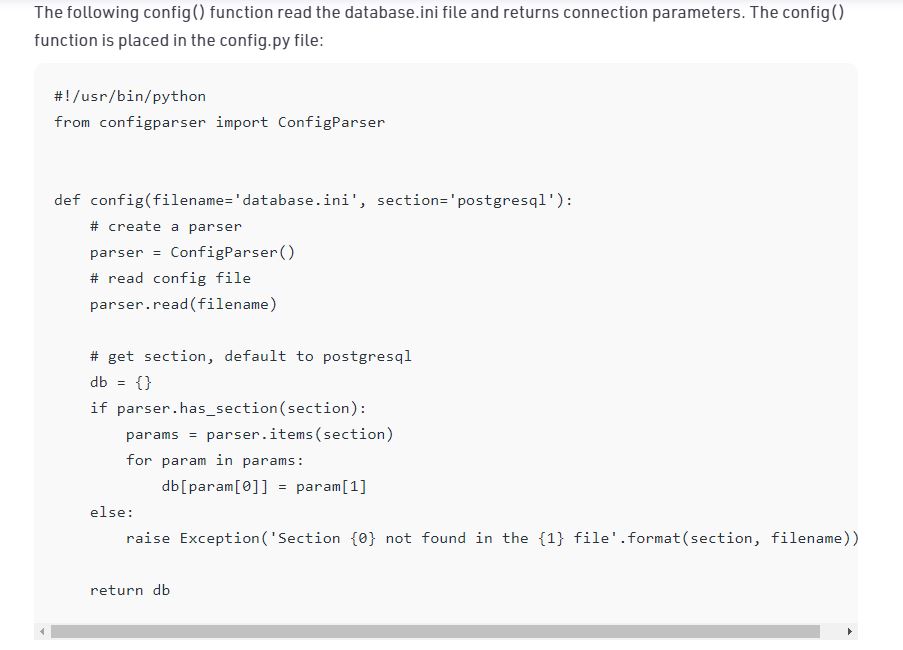 The following config() function read the database.ini file and returns connection parameters. The config()
function is placed in the config.py file:
#!/usr/bin/python
from configparser import ConfigParser
def config(filename='database.ini', section='postgresql'):
    # create a parser
    parser = ConfigParser()
    # read config file
    parser.read(filename)
    # get section, default to postgresql
    db = {}
    if parser.has_section(section):
        params = parser.items(section)
        for param in params:
            db[param[0]] = param[1]
    else:
        raise Exception('Section {0} not found in the {1} file'.format(section, filename))
    return db